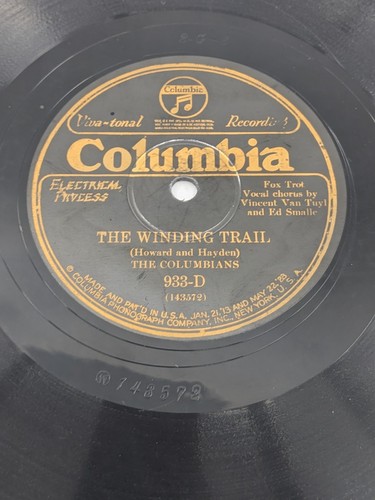 Columbia
Viva-tonal Recording
Columbia
ELECTRICAL
PROCESS
Fox Trot
Vocal chorus by
Vincent Van Tuyl
and Ed Smalle
THE WINDING TRAIL
(Howard and Hayden)
THE COLUMBIANS
933-D
(143572)
MADE AND PAT'D IN U.S.A. JAN. 21,'13 AND MAY 22,'23
© COLUMBIA PHONOGRAPH COMPANY, INC., NEW YORK, U.S.A.
W 143572